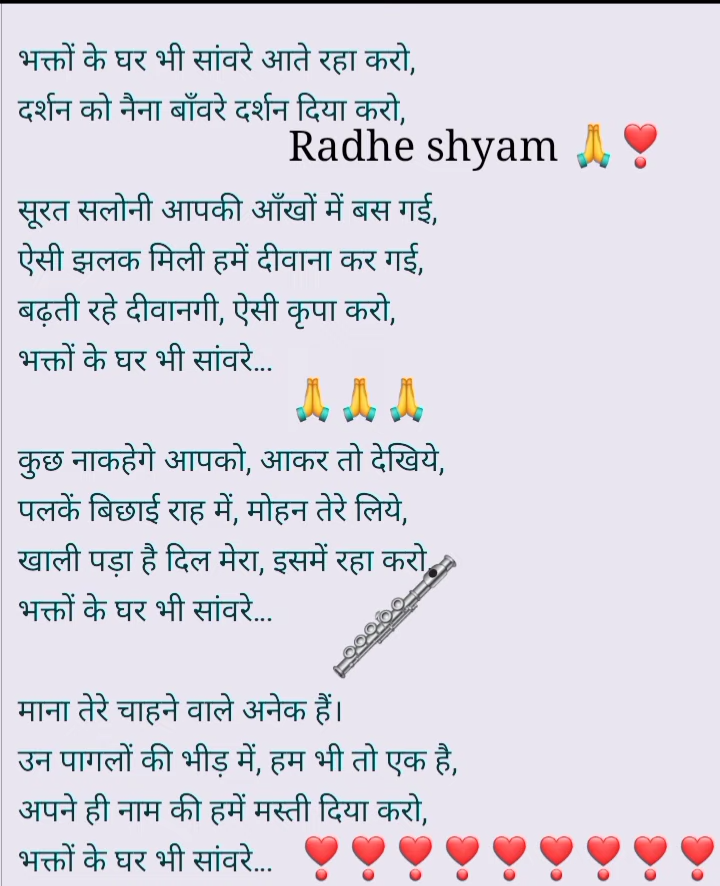 भक्तों के घर भी सांवरे आते रहा करो,
दर्शन को नैना बाँवरे दर्शन दिया करो,
Radhe shyam 🙏❣️
सूरत सलोनी आपकी आँखों में बस गई,
ऐसी झलक मिली हमें दीवाना कर गई,
बढ़ती रहे दीवानगी, ऐसी कृपा करो,
भक्तों के घर भी सांवरे...
🙏🙏🙏
कुछ नाकहेगे आपको, आकर तो देखिये,
पलकें बिछाई राह में, मोहन तेरे लिये,
खाली पड़ा है दिल मेरा, इसमें रहा करो,
भक्तों के घर भी सांवरे...
माना तेरे चाहने वाले अनेक हैं।
उन पागलों की भीड़ में, हम भी तो एक है,
अपने ही नाम की हमें मस्ती दिया करो,
भक्तों के घर भी सांवरे... ❣️❣️❣️❣️❣️❣️❣️❣️❣️